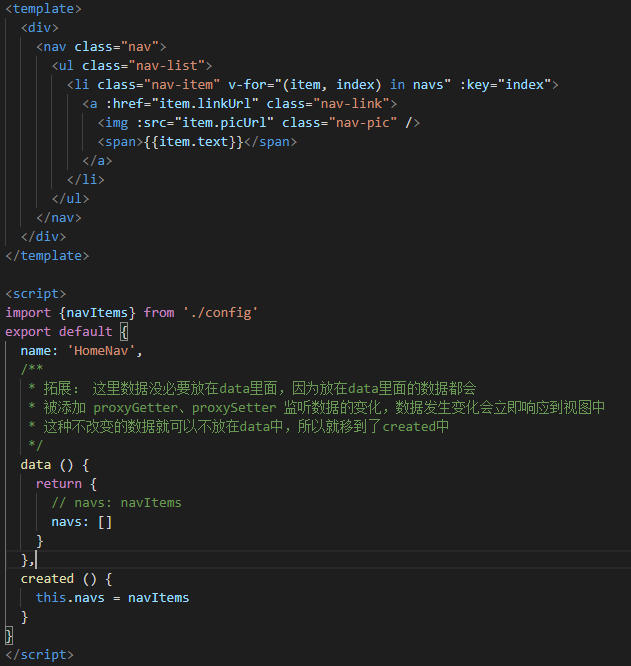 <template>
  <div>
    <nav class="nav">
      <ul class="nav-list">
        <li class="nav-item" v-for="(item, index) in navs" :key="index">
          <a :href="item.linkUrl" class="nav-link">
            <img :src="item.picUrl" class="nav-pic" />
            <span>{{item.text}}</span>
          </a>
        </li>
      </ul>
    </nav>
  </div>
</template>

<script>
import {navItems} from './config'
export default {
  name: 'HomeNav',
  /**
   * 拓展： 这里数据没必要放在data里面，因为放在data里面的数据都会
   * 被添加 proxyGetter、proxySetter 监听数据的变化，数据发生变化会立即响应到视图中
   * 这种不改变的数据就可以不放在data中，所以就移到了created中
   */
  data () {
    return {
      // navs: navItems
      navs: []
    }
  },
  created () {
    this.navs = navItems
  }
}
</script>